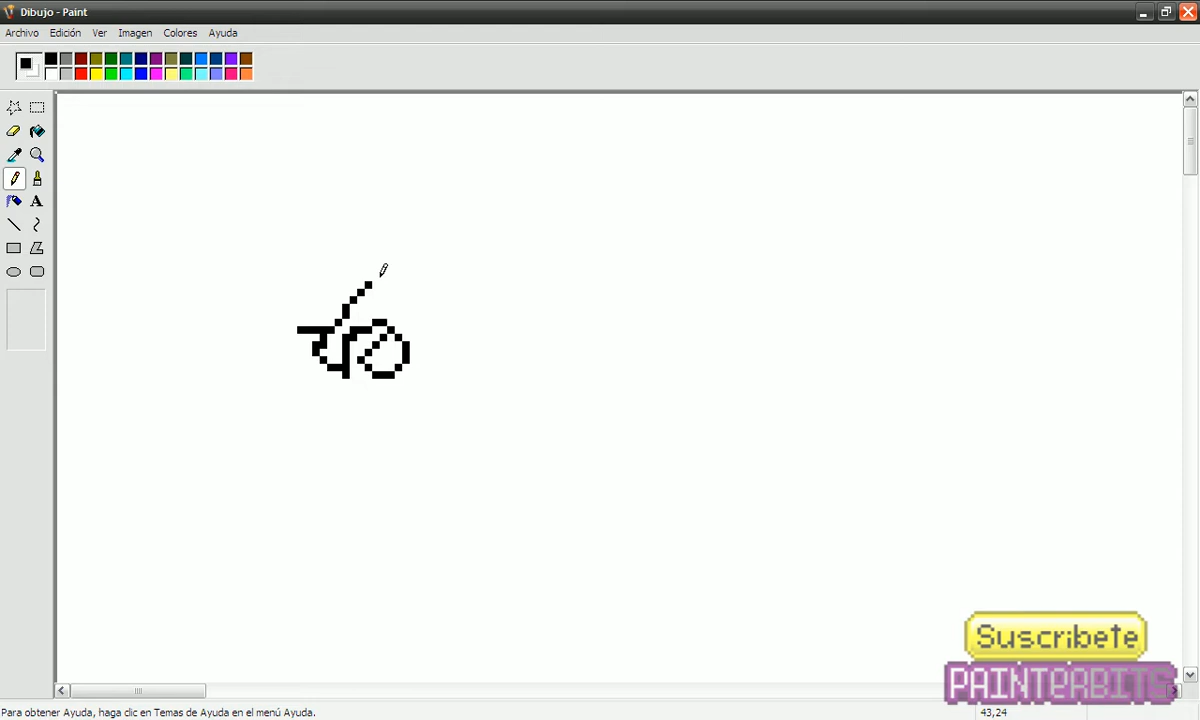 Dibujo - Paint
Archivo Edición Ver Imagen Colores Ayuda
A
Suscribete
PAINTERBITS
Para obtener Ayuda, haga clic en Temas de Ayuda en el menú Ayuda.
43,24